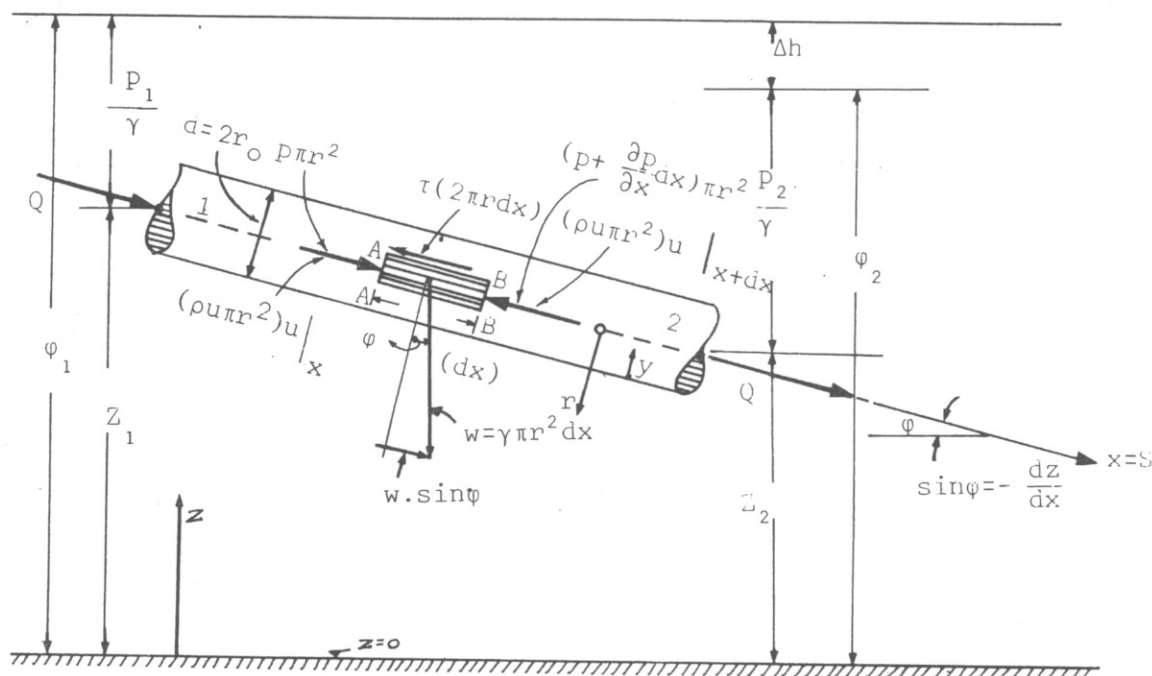 Δh
P₁
γ
d=2r₀
pπr²
(p+ ∂p/∂x dx)πr²
P₂
γ
Q
1
τ(2πrdx)
(ρuπr²)u|x+dx
φ₂
A
B
A
B
2
(ρuπr²)u|x
φ
φ₁
(dx)
y
r
Q
Z₁
w=γπr²dx
φ
x=S
w.sinφ
sinφ=- dz/dx
Z₂
z
z=0